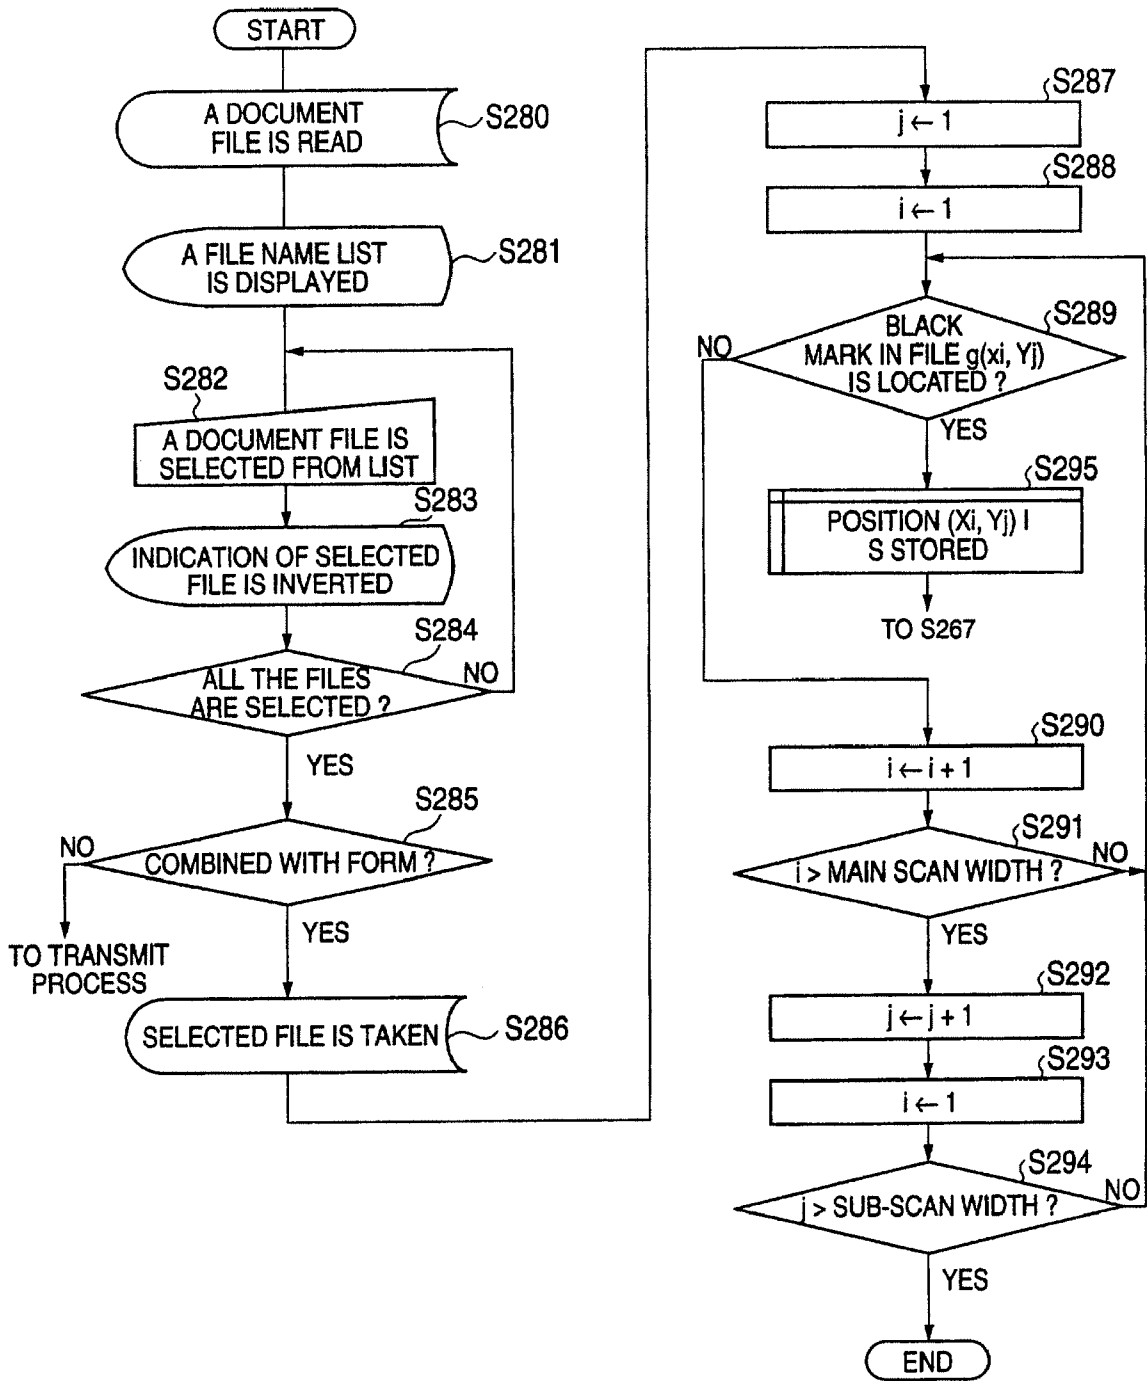 START
A DOCUMENT
FILE IS READ
S280
A FILE NAME LIST
IS DISPLAYED
S281
S282
A DOCUMENT FILE IS
SELECTED FROM LIST
S283
INDICATION OF SELECTED
FILE IS INVERTED
S284
ALL THE FILES
ARE SELECTED ?
NO
YES
S285
NO
COMBINED WITH FORM ?
YES
TO TRANSMIT
PROCESS
SELECTED FILE IS TAKEN
S286
S287
j ← 1
S288
i ← 1
S289
NO
BLACK
MARK IN FILE g(xi, Yj)
IS LOCATED ?
YES
S295
POSITION (Xi, Yj) I
S STORED
TO S267
S290
i ← i + 1
S291
i > MAIN SCAN WIDTH ?
NO
YES
S292
j ← j + 1
S293
i ← 1
S294
j > SUB-SCAN WIDTH ?
NO
YES
END